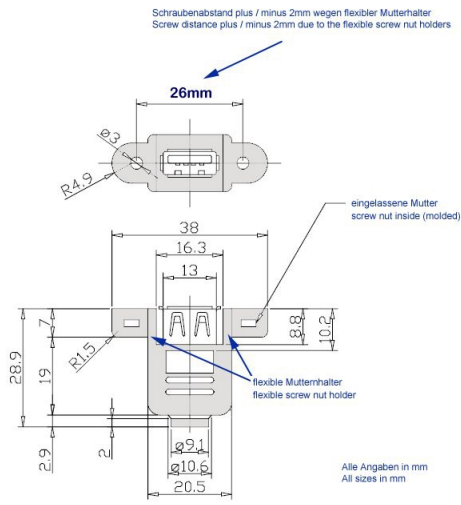 Schraubenabstand plus / minus 2mm wegen flexibler Mutterhalter
Screw distance plus / minus 2mm due to the flexible screw nut holders
26mm
ø3
R4.9
eingelassene Mutter
screw nut inside (molded)
38
16.3
13
7
28.9
R1.5
19
8.8
10.2
flexible Mutternhalter
flexible screw nut holder
2.9
2
ø9.1
ø10.6
20.5
Alle Angaben in mm
All sizes in mm